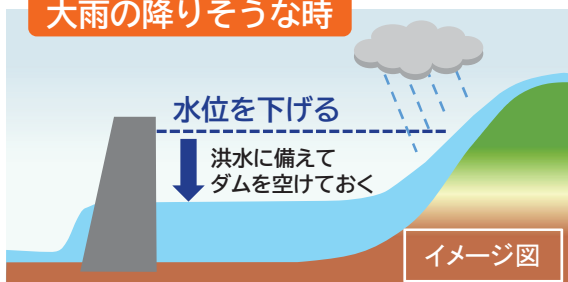 大雨の降りそうな時
水位を下げる
洪水に備えて
ダムを空けておく
イメージ図